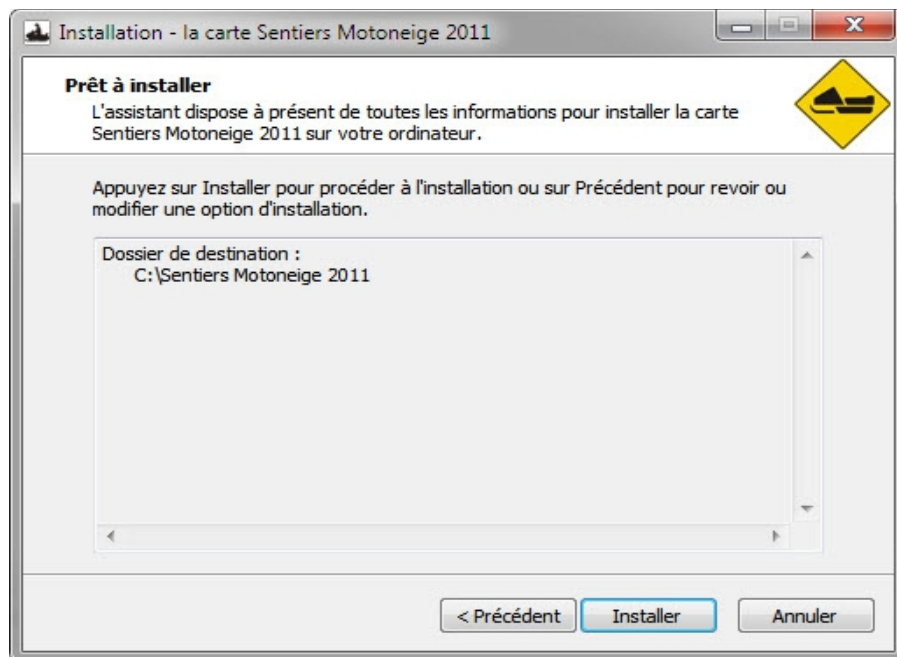 Installation - la carte Sentiers Motoneige 2011
Prêt à installer
L'assistant dispose à présent de toutes les informations pour installer la carte
Sentiers Motoneige 2011 sur votre ordinateur.
Appuyez sur Installer pour procéder à l'installation ou sur Précédent pour revoir ou
modifier une option d'installation.
Dossier de destination :
C:\Sentiers Motoneige 2011
< Précédent Installer Annuler